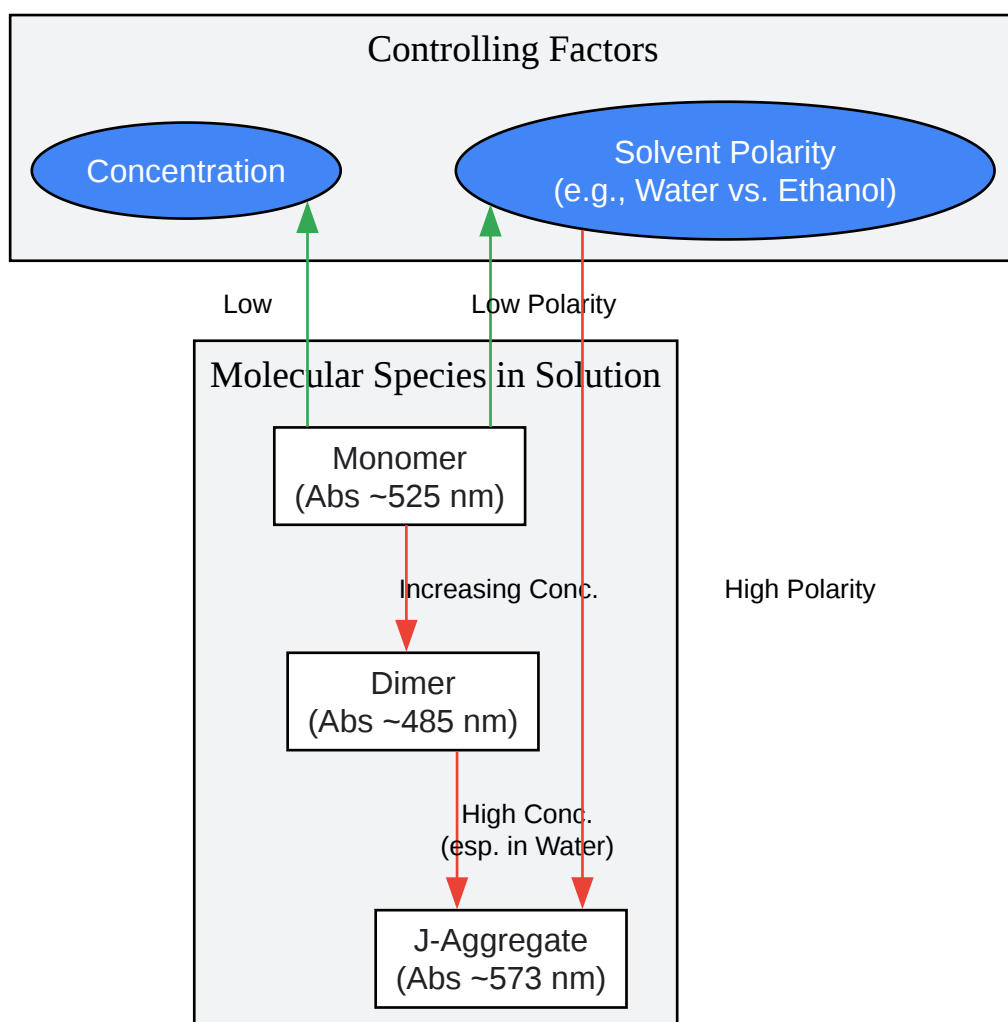 Controlling Factors
Concentration
Solvent Polarity
(e.g., Water vs. Ethanol)
Low
Low Polarity
Molecular Species in Solution
Monomer
(Abs ~525 nm)
Increasing Conc.
High Polarity
Dimer
(Abs ~485 nm)
High Conc.
(esp. in Water)
J-Aggregate
(Abs ~573 nm)